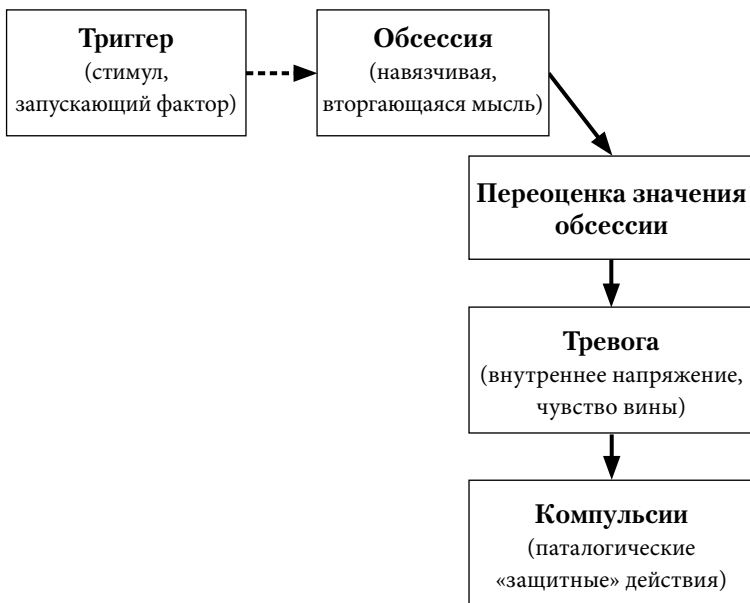 Триггер
(стимул,
запускающий фактор)
Обсессия
(навязчивая,
вторгающаяся мысль)
Переоценка значения
обсессии
Тревога
(внутреннее напряжение,
чувство вины)
Компульсии
(паталогические
«защитные» действия)